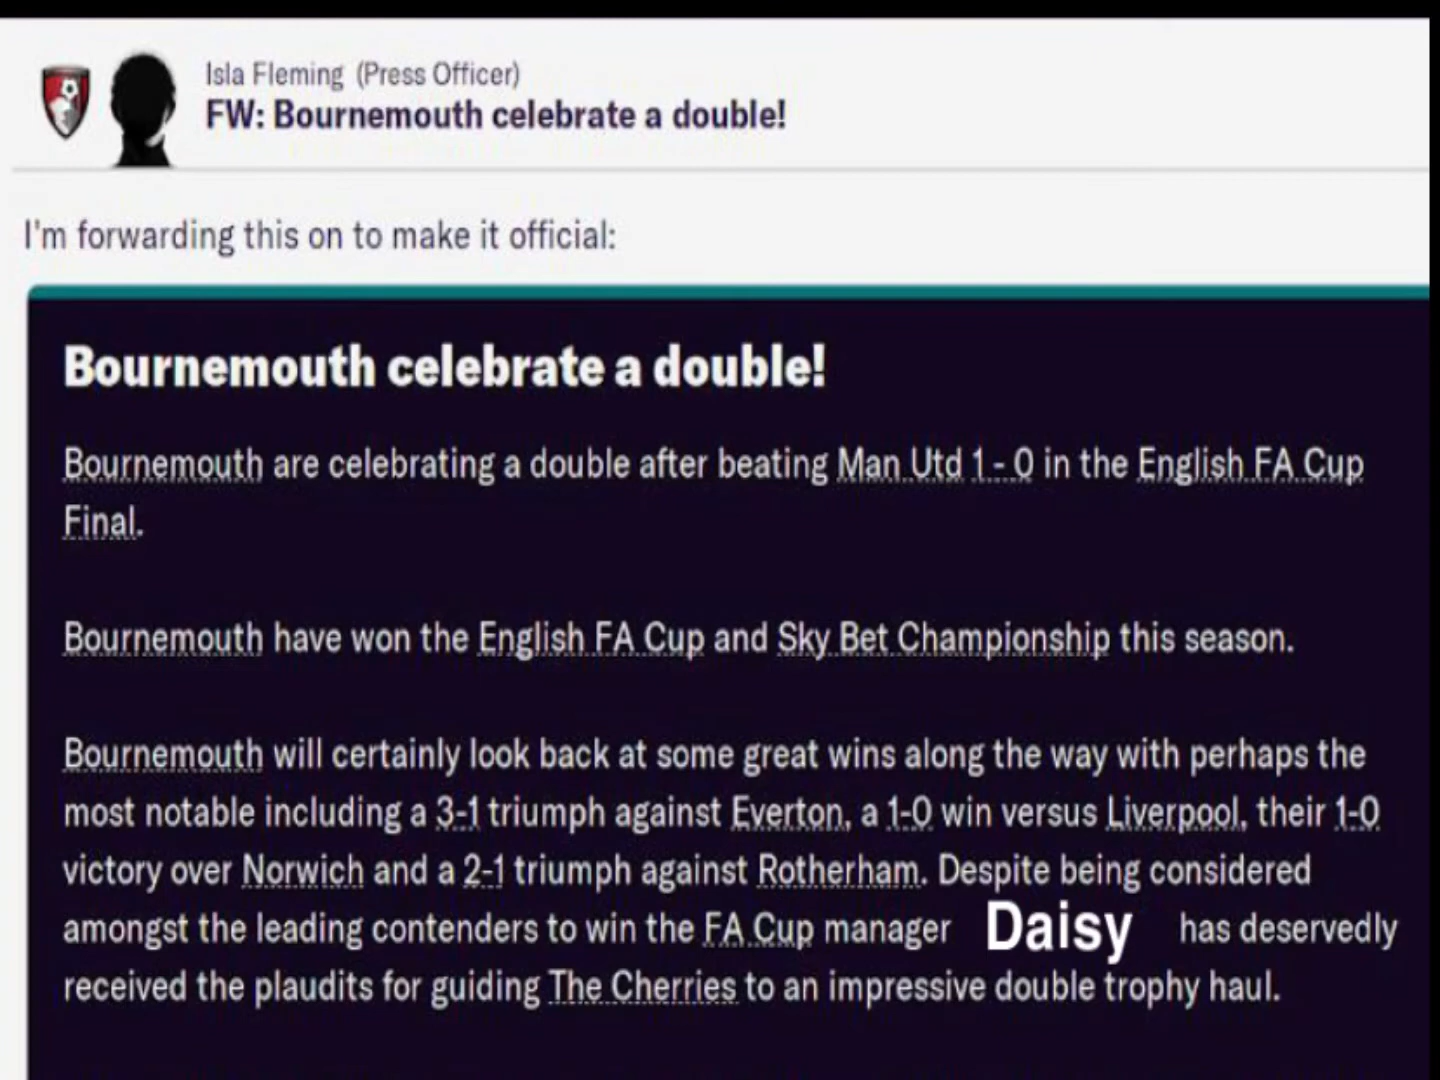 Isla Fleming (Press Officer)
FW: Bournemouth celebrate a double!
I'm forwarding this on to make it official:
Bournemouth celebrate a double!
Bournemouth are celebrating a double after beating Man Utd 1 - 0 in the English FA Cup
Final.
Bournemouth have won the English FA Cup and Sky Bet Championship this season.
Bournemouth will certainly look back at some great wins along the way with perhaps the
most notable including a 3-1 triumph against Everton, a 1-0 win versus Liverpool, their 1-0
victory over Norwich and a 2-1 triumph against Rotherham. Despite being considered
amongst the leading contenders to win the FA Cup manager Daisy has deservedly
received the plaudits for guiding The Cherries to an impressive double trophy haul.